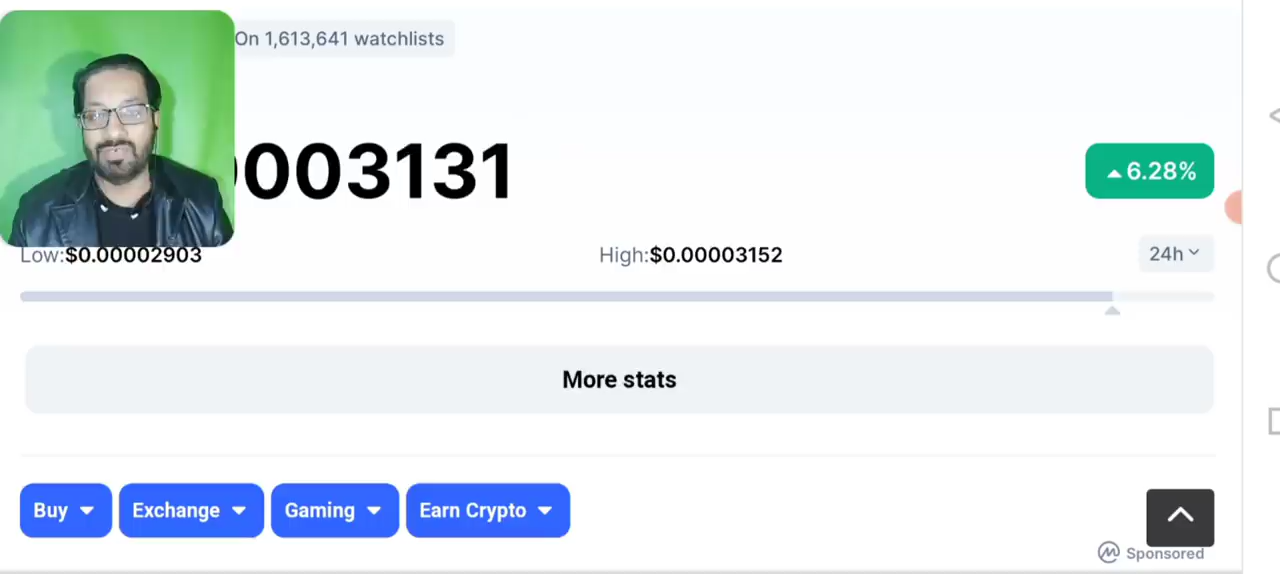 On 1,613,641 watchlists
003131
6.28%
Low:$0.00002903
High:$0.00003152
24h
More stats
Buy
Exchange
Gaming
Earn Crypto
Sponsored